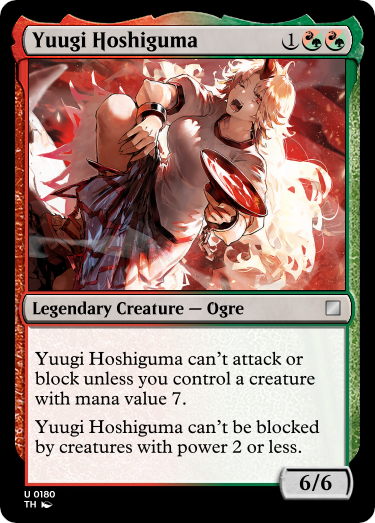 Yuugi Hoshiguma 1
Legendary Creature — Ogre
Yuugi Hoshiguma can't attack or
block unless you control a creature
with mana value 7.
Yuugi Hoshiguma can't be blocked
by creatures with power 2 or less.
6/6
U 0180
TH